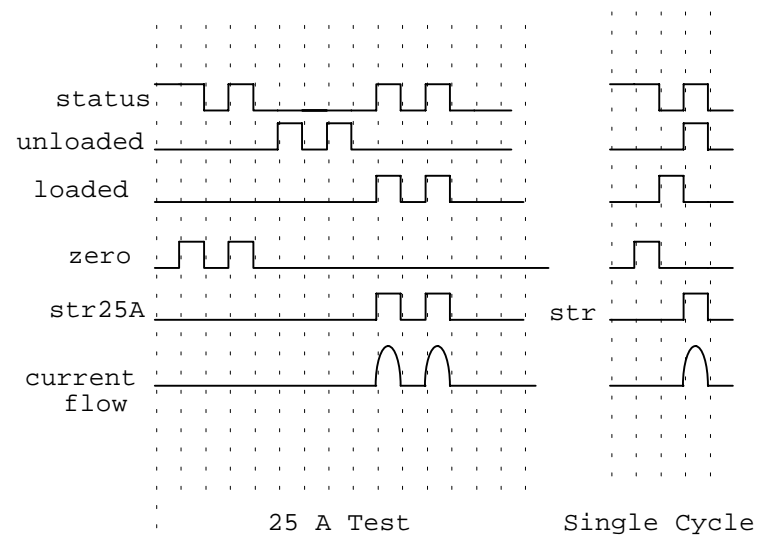 status
unloaded
loaded
zero
str25A
str
current
flow
25 A Test
Single Cycle